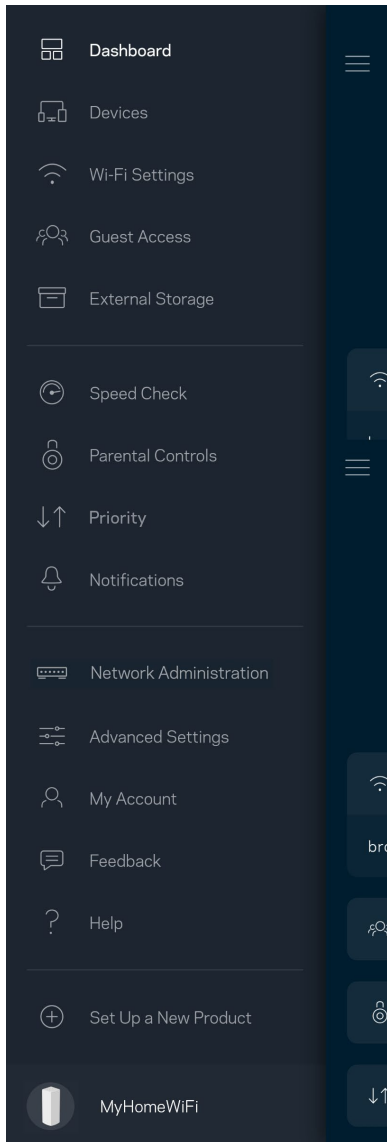 Dashboard
Devices
Wi-Fi Settings
Guest Access
External Storage
Speed Check
Parental Controls
Priority
Notifications
Network Administration
Advanced Settings
My Account
Feedback
Help
Set Up a New Product
MyHomeWiFi